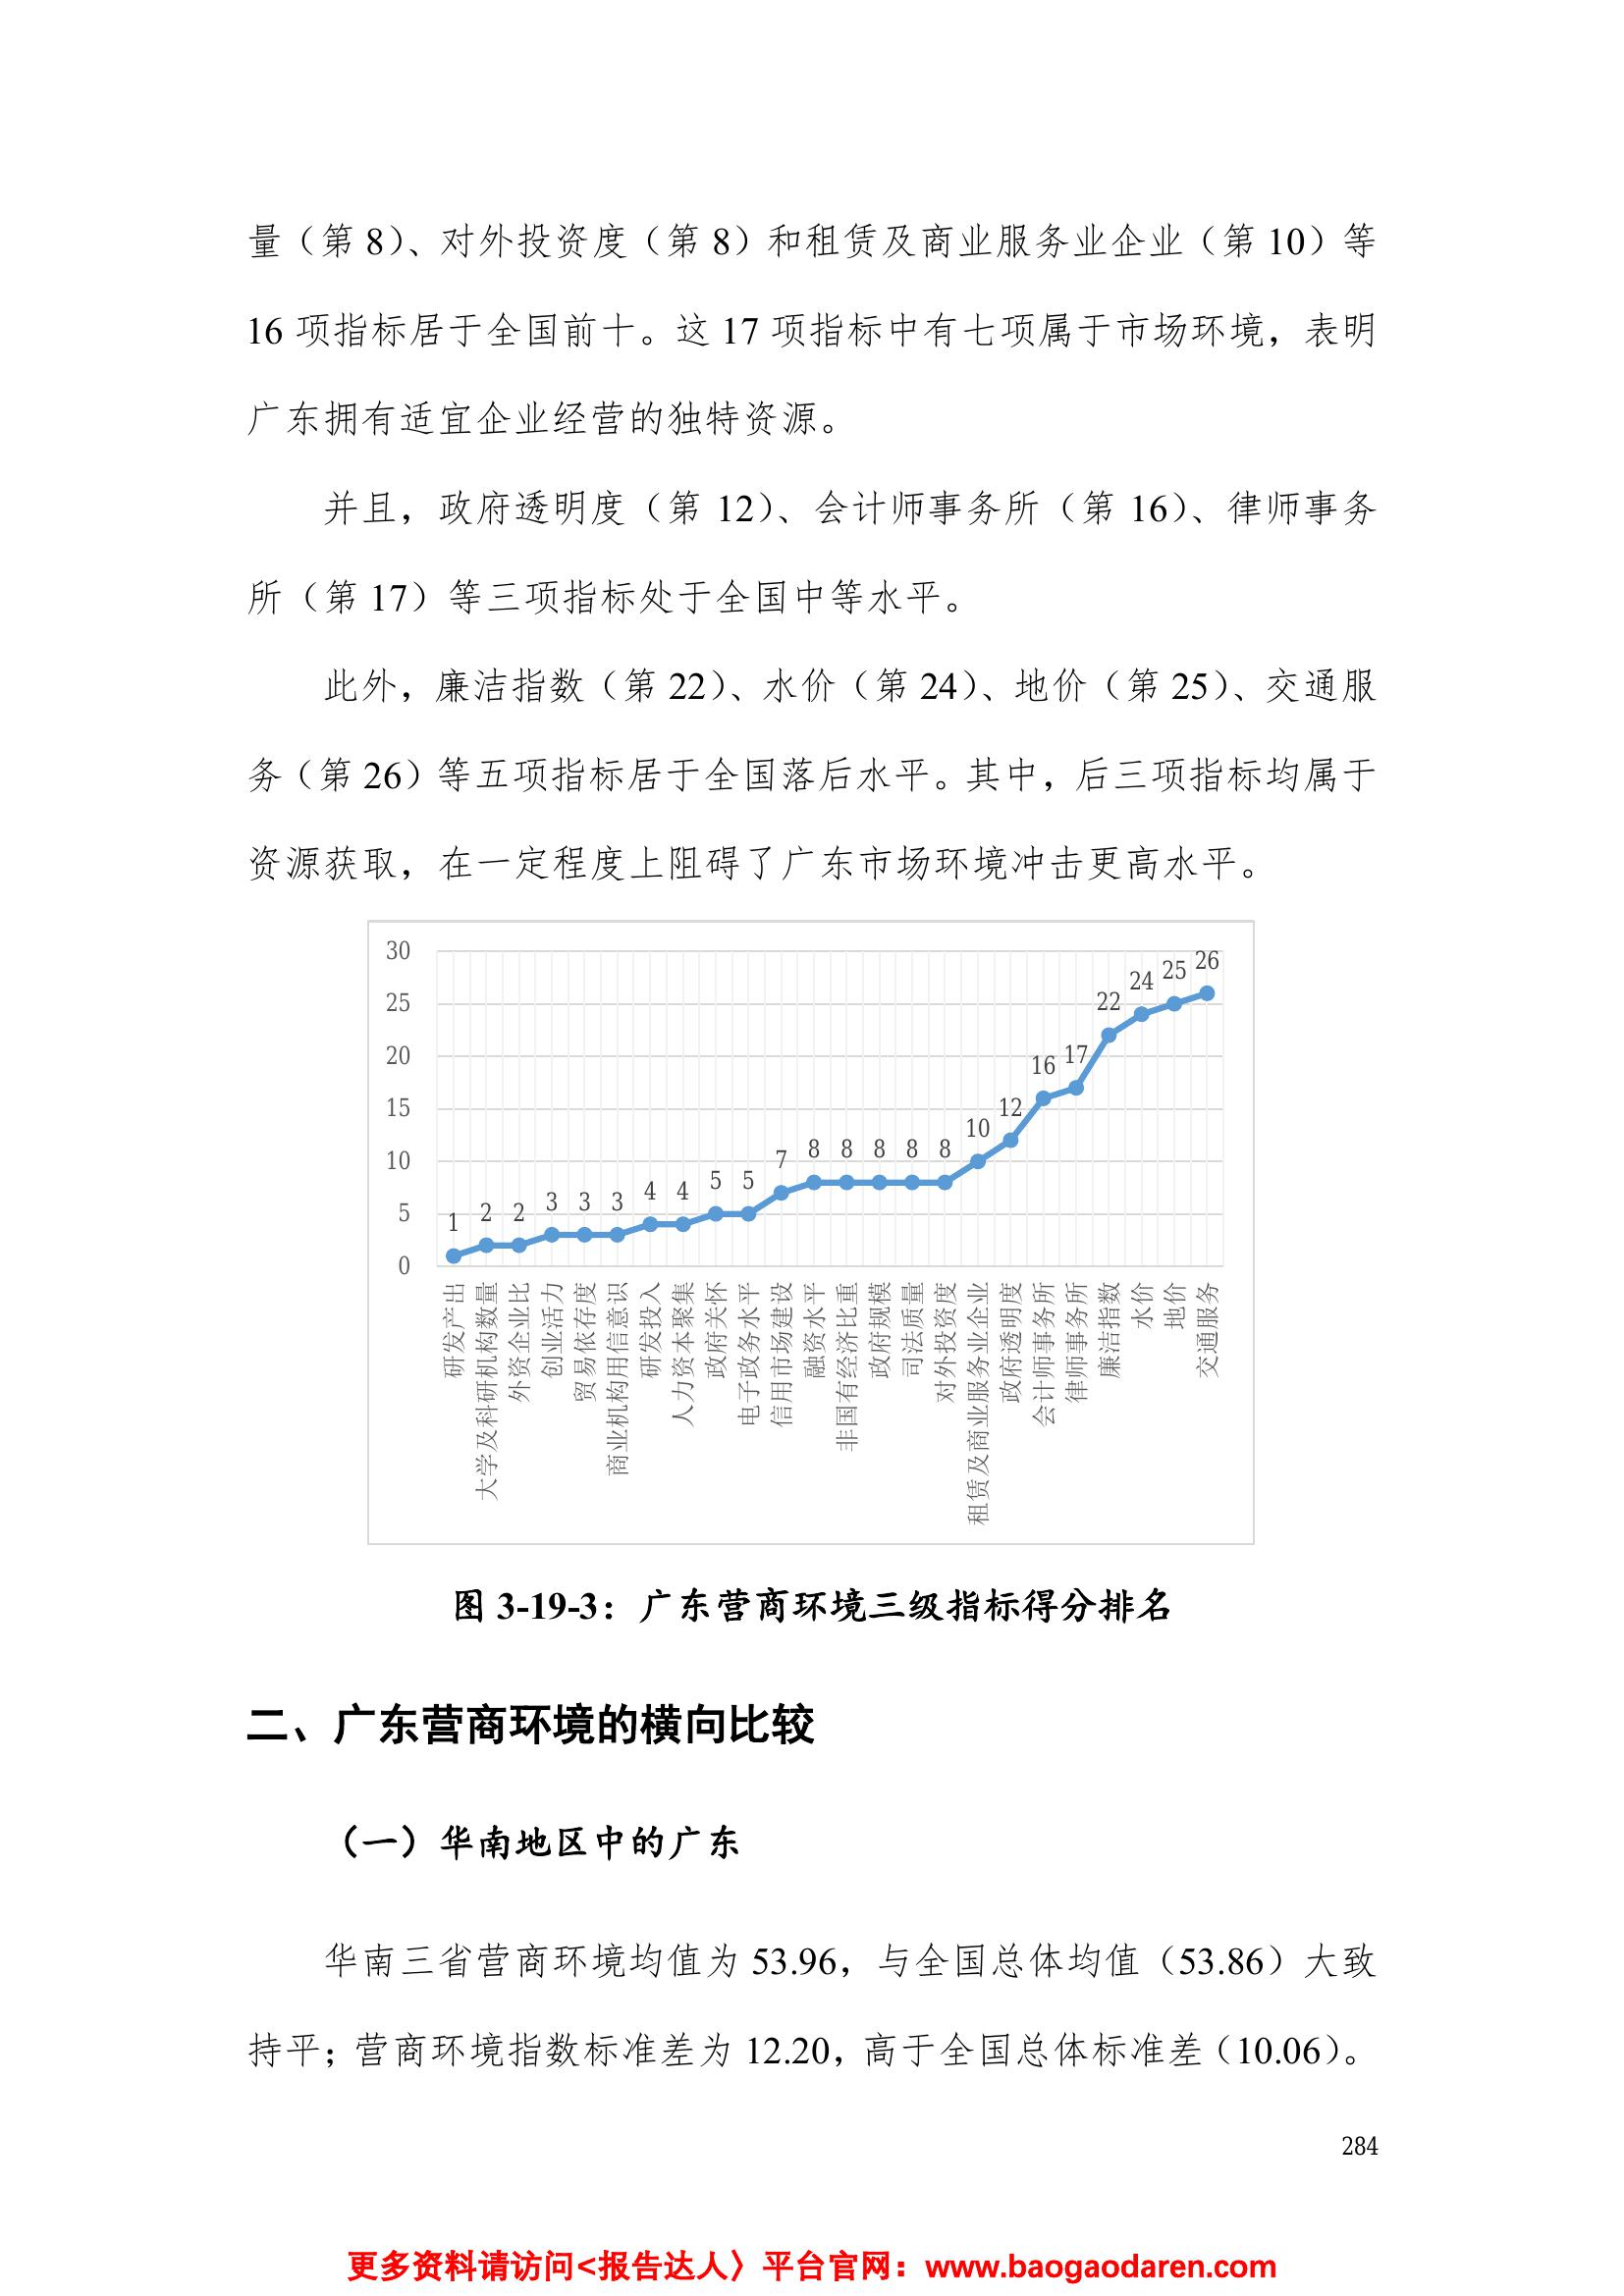 量（第 8）、对外投资度（第 8）和租赁及商业服务业企业（第 10）等
16 项指标居于全国前十。这 17 项指标中有七项属于市场环境，表明
广东拥有适宜企业经营的独特资源。
并且，政府透明度（第 12）、会计师事务所（第 16）、律师事务
所（第 17）等三项指标处于全国中等水平。
此外，廉洁指数（第 22）、水价（第 24）、地价（第 25）、交通服
务（第 26）等五项指标居于全国落后水平。其中，后三项指标均属于
资源获取，在一定程度上阻碍了广东市场环境冲击更高水平。
30
25
20
15
10
5
0
1
2
2
3
3
3
4
4
5
5
7
8
8
8
8
8
10
12
16
17
22
24
25
26
研发产出
大学及科研机构数量
外资企业比
创业活力
贸易依存度
商业机构用信意识
研发投入
人力资本聚集
政府关怀
电子政务水平
信用市场建设
融资水平
非国有经济比重
政府规模
司法质量
对外投资度
租赁及商业服务业企业
政府透明度
会计师事务所
律师事务所
廉洁指数
水价
地价
交通服务
图 3-19-3：广东营商环境三级指标得分排名
二、广东营商环境的横向比较
（一）华南地区中的广东
华南三省营商环境均值为 53.96，与全国总体均值（53.86）大致
持平；营商环境指数标准差为 12.20，高于全国总体标准差（10.06）。
284
更多资料请访问<报告达人〉平台官网：www.baogaodaren.com